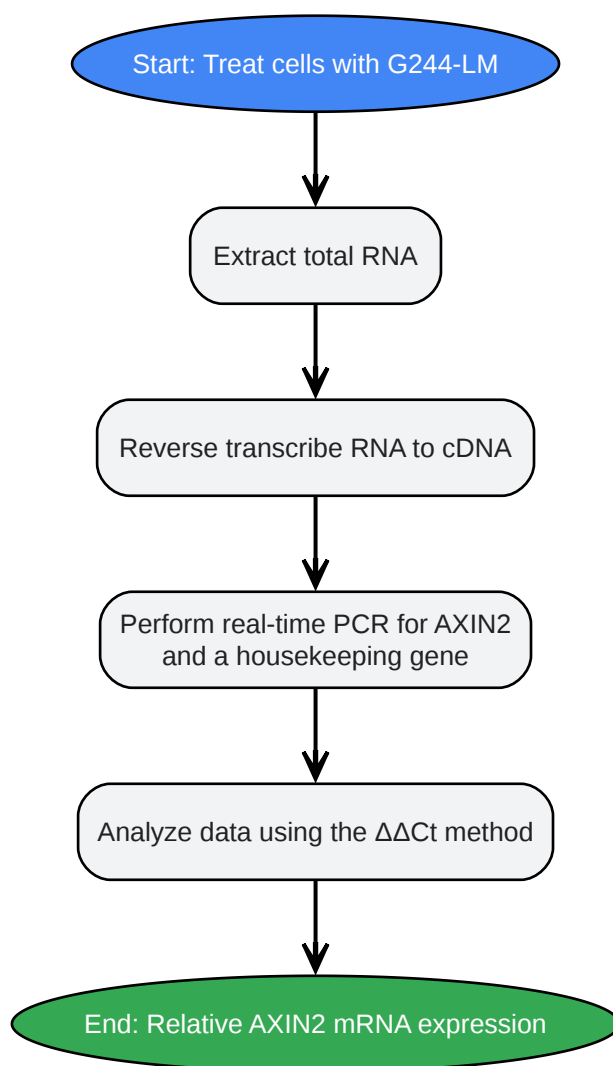 Start: Treat cells with G244-LM
Extract total RNA
Reverse transcribe RNA to cDNA
Perform real-time PCR for AXIN2
and a housekeeping gene
Analyze data using the ΔΔCt method
End: Relative AXIN2 mRNA expression